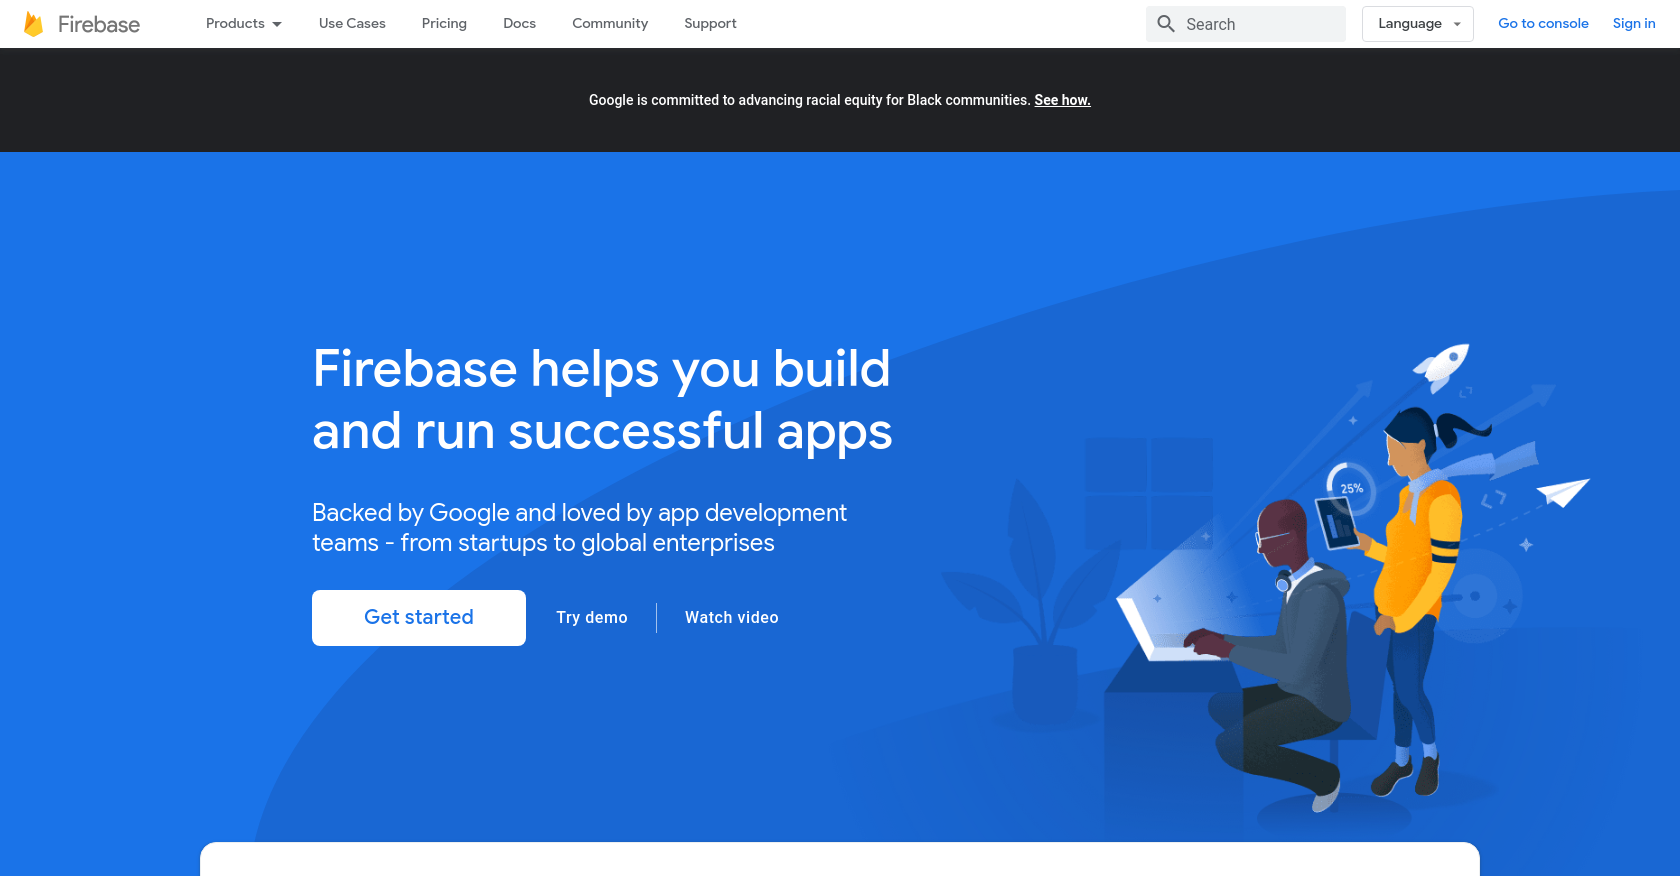 Firebase
Products
Use Cases
Pricing
Docs
Community
Support
Search
Language
Go to console
Sign in
Google is committed to advancing racial equity for Black communities. See how.
Firebase helps you build
and run successful apps
Backed by Google and loved by app development
teams - from startups to global enterprises
Get started
Try demo
Watch video
25%